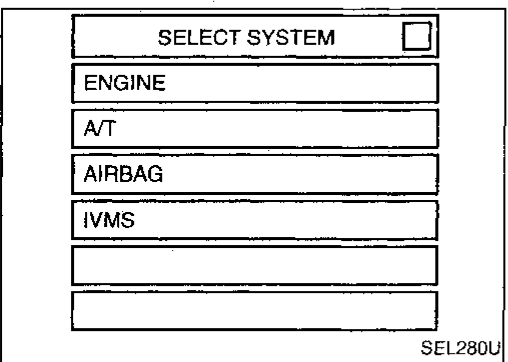 SELECT SYSTEM
ENGINE
A/T
AIRBAG
IVMS
SEL280U